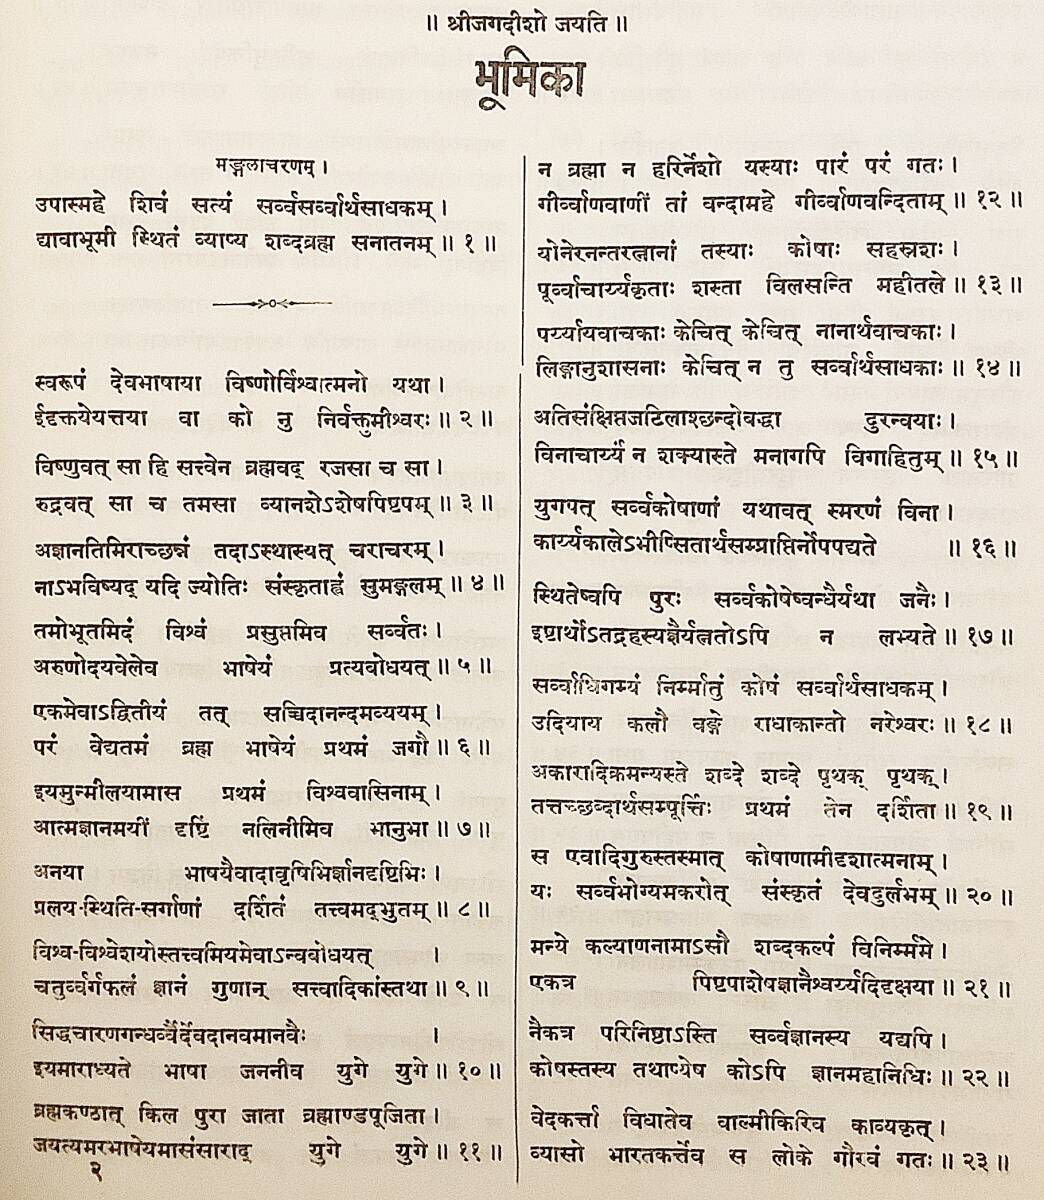 ॥ श्रीजगदीशो जयति ॥
भूमिका
मङ्गलाचरणम् ।
उपास्महे शिवं सत्यं सर्व्वसर्व्वार्थसाधकम् ।
द्यावाभूमी स्थितं व्याप्य शब्दब्रह्म सनातनम् ॥ १ ॥
स्वरूपं देवभाषाया विष्णोर्विश्वात्मनो यथा ।
ईदृक्तयेयत्तया वा को नु निर्वक्तुमीश्वरः ॥ २ ॥
विष्णुवत् सा हि सत्त्वेन ब्रह्मवद् रजसा च सा ।
रुद्रवत् सा च तमसा व्यानशेऽशेषपिष्टपम् ॥ ३ ॥
अज्ञानतिमिराच्छन्नं तदाऽस्थास्यत् चराचरम् ।
नाऽभविष्यद् यदि ज्योतिः संस्कृताह्वं सुमङ्गलम् ॥ ४ ॥
तमोभूतमिदं विश्वं प्रसुप्तमिव सर्व्वतः ।
अरुणोदयवेलेव भाषेयं प्रत्यबोधयत् ॥ ५ ॥
एकमेवाऽद्वितीयं तत् सच्चिदानन्दमव्ययम् ।
परं वेद्यतमं ब्रह्म भाषेयं प्रथमं जगौ ॥ ६ ॥
इयमुन्मीलयामास प्रथमं विश्ववासिनाम् ।
आत्मज्ञानमयीं दृष्टिं नलिनीमिव भानुभा ॥ ७ ॥
अनया भाषयैवादावृषिभिर्ज्ञानदृष्टिभिः ।
प्रलय-स्थिति-सर्गाणां दर्शितं तत्त्वमद्भुतम् ॥ ८ ॥
विश्व-विश्वेशयोस्तत्त्वमियमेवाऽन्वबोधयत् ।
चतुर्व्वर्गफलं ज्ञानं गुणान् सत्त्वादिकांस्तथा ॥ ९ ॥
सिद्धचारणगन्धर्व्वैर्देवदानवमानवैः ।
इयमाराध्यते भाषा जननीव युगे युगे ॥ १० ॥
ब्रह्मकण्ठात् किल पुरा जाता ब्रह्माण्डपूजिता ।
जयत्यमरभाषेयमासंसाराद् युगे युगे ॥ ११ ॥
२
न ब्रह्मा न हरिर्नेशो यस्याः पारं परं गतः ।
गीर्व्वाणवाणीं तां वन्दामहे गीर्व्वाणवन्दिताम् ॥ १२ ॥
योनेरनन्तरत्नानां तस्याः कोषाः सहस्रशः ।
पूर्व्वाचार्य्यकृताः शस्ता विलसन्ति महीतले ॥ १३ ॥
पर्य्यायवाचकाः केचित् केचित् नानार्थवाचकाः ।
लिङ्गानुशासनाः केचित् न तु सर्व्वार्थसाधकाः ॥ १४ ॥
अतिसंक्षिप्तजटिलाश्छन्दोवद्धा दुरन्वयाः ।
विनाचार्य्यं न शक्यास्ते मनागपि विगाहितुम् ॥ १५ ॥
युगपत् सर्व्वकोषाणां यथावत् स्मरणं विना ।
कार्य्यकालेऽभीप्सितार्थसम्प्राप्तिर्नोपपद्यते ॥ १६ ॥
स्थितेष्वपि पुरः सर्व्वकोषेष्वन्धैर्यथा जनैः ।
इष्टार्थोऽतद्रहस्यज्ञैर्यत्नतोऽपि न लभ्यते ॥ १७ ॥
सर्व्वाधिगम्यं निर्म्मातुं कोषं सर्व्वार्थसाधकम् ।
उदियाय कलौ वङ्गे राधाकान्तो नरेश्वरः ॥ १८ ॥
अकारादिक्रमन्यस्ते शब्दे शब्दे पृथक् पृथक् ।
तत्तच्छब्दार्थसम्पूर्त्तिः प्रथमं तेन दर्शिता ॥ १९ ॥
स एवादिगुरुस्तस्मात् कोषाणामीदृशात्मनाम् ।
यः सर्व्वभोग्यमकरोत् संस्कृतं देवदुर्लभम् ॥ २० ॥
मन्ये कल्याणनामाऽसौ शब्दकल्पं विनिर्म्ममे ।
एकत्र पिष्टपाशेषज्ञानैश्वर्य्यदिदृक्षया ॥ २१ ॥
नैकत्र परिनिष्ठाऽस्ति सर्व्वज्ञानस्य यद्यपि ।
कोषस्तस्य तथाप्येष कोऽपि ज्ञानमहानिधिः ॥ २२ ॥
वेदकर्त्ता विधातेव वाल्मीकिरिव काव्यकृत् ।
व्यासो भारतकर्त्तेव स लोके गौरवं गतः ॥ २३ ॥